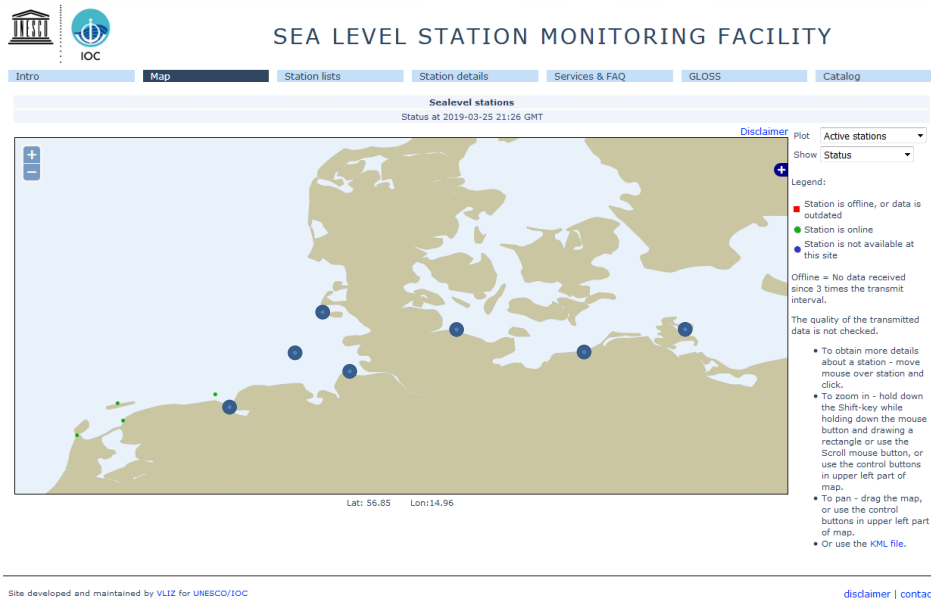 UNESCO
IOC
SEA LEVEL STATION MONITORING FACILITY
Intro
Map
Station lists
Station details
Services & FAQ
GLOSS
Catalog
Sealevel stations
Status at 2019-03-25 21:26 GMT
Disclaimer
Plot Active stations
Show Status
+
−
+
Legend:
Station is offline, or data is
outdated
Station is online
Station is not available at
this site
Offline = No data received
since 3 times the transmit
interval.
The quality of the transmitted
data is not checked.
• To obtain more details
about a station - move
mouse over station and
click.
• To zoom in - hold down
the Shift-key while
holding down the mouse
button and drawing a
rectangle or use the
Scroll mouse button, or
use the control buttons
in upper left part of
map.
• To pan - drag the map,
or use the control
buttons in upper left part
of map.
• Or use the KML file.
Lat: 56.85 Lon:14.96
Site developed and maintained by VLIZ for UNESCO/IOC
disclaimer | contac